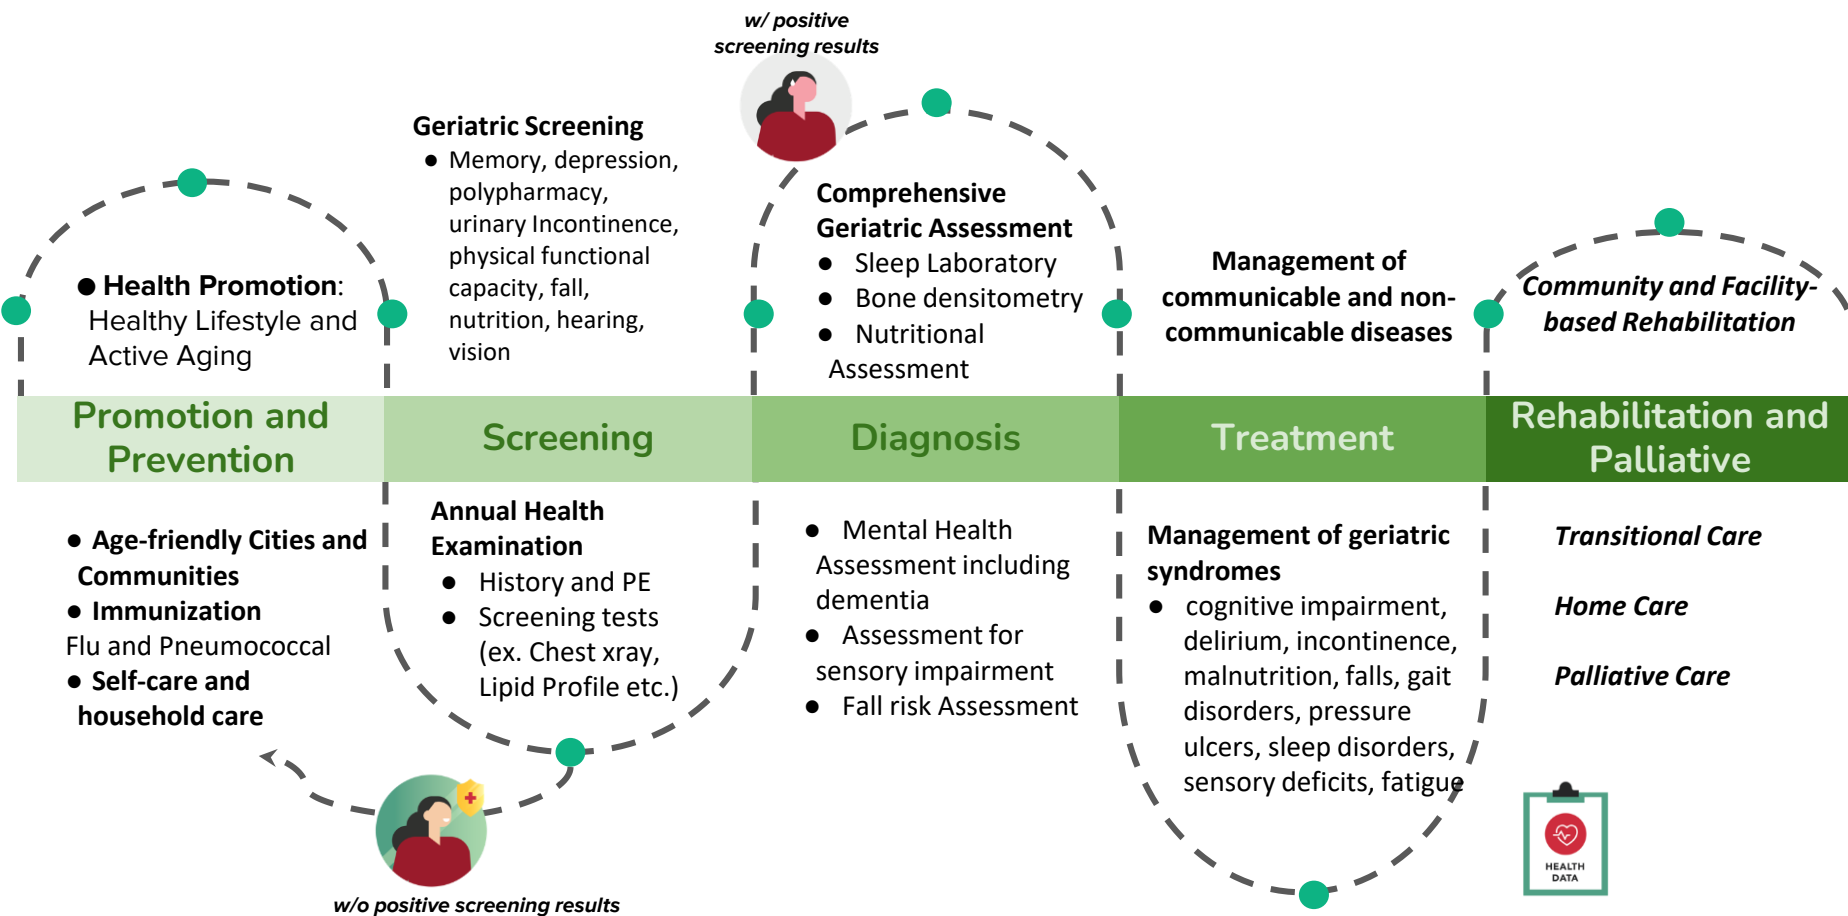 w/ positive
screening results
Geriatric Screening
● Memory, depression,
polypharmacy,
urinary Incontinence,
physical functional
capacity, fall,
nutrition, hearing,
vision
● Health Promotion:
Healthy Lifestyle and
Active Aging
Comprehensive
Geriatric Assessment
● Sleep Laboratory
● Bone densitometry
● Nutritional
Assessment
Management of
communicable and non-
communicable diseases
Community and Facility-
based Rehabilitation
Promotion and
Prevention
Screening
Diagnosis
Treatment
Rehabilitation and
Palliative
● Age-friendly Cities and
Communities
● Immunization
Flu and Pneumococcal
● Self-care and
household care
Annual Health
Examination
● History and PE
● Screening tests
(ex. Chest xray,
Lipid Profile etc.)
● Mental Health
Assessment including
dementia
● Assessment for
sensory impairment
● Fall risk Assessment
Management of geriatric
syndromes
● cognitive impairment,
delirium, incontinence,
malnutrition, falls, gait
disorders, pressure
ulcers, sleep disorders,
sensory deficits, fatigue
Transitional Care
Home Care
Palliative Care
HEALTH
DATA
w/o positive screening results